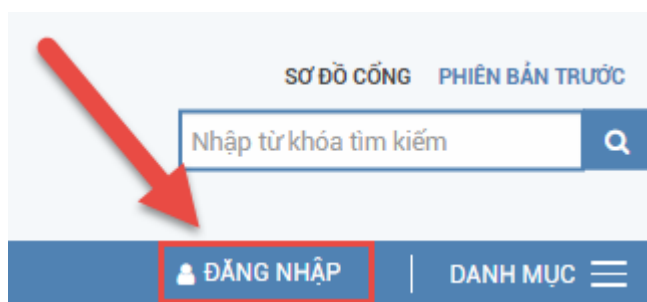 SƠ ĐỒ CỔNG PHIÊN BẢN TRƯỚC
Nhập từ khóa tìm kiếm
ĐĂNG NHẬP DANH MỤC